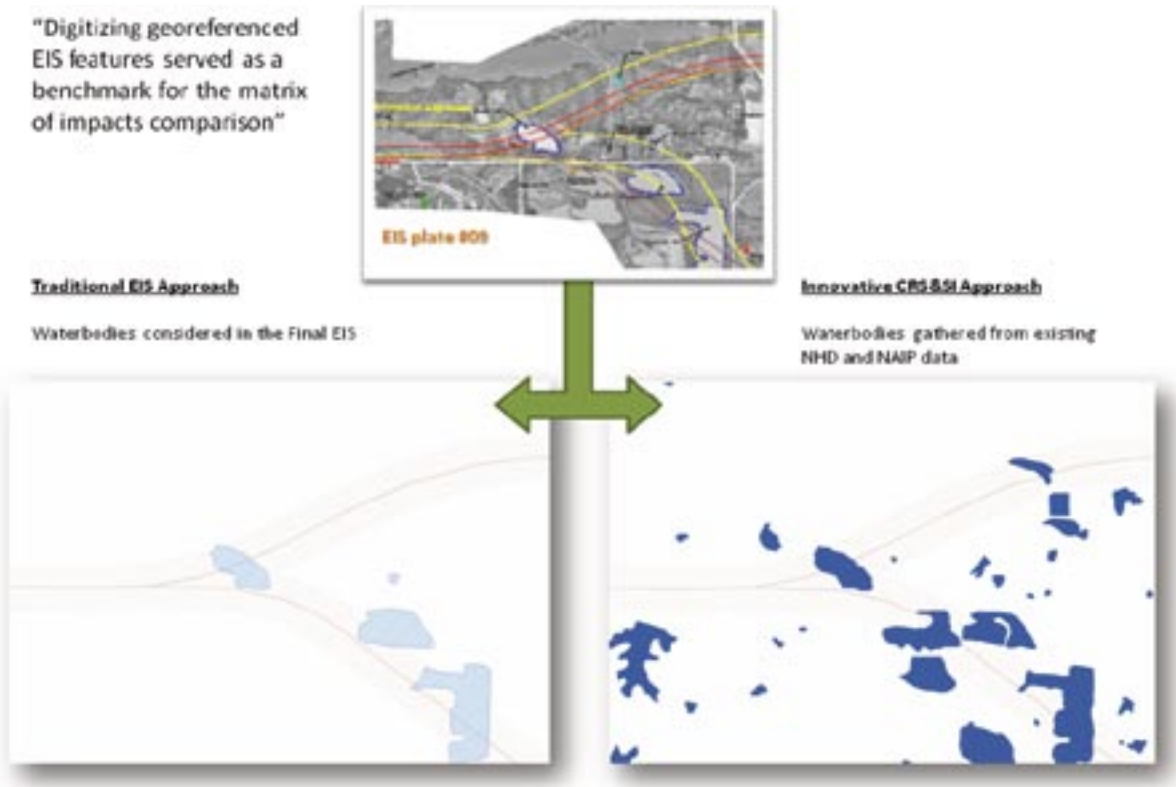 "Digitizing georeferenced
EIS features served as a
benchmark for the matrix
of impacts comparison"
EIS plate #09
Traditional EIS Approach
Waterbodies considered in the Final EIS
Innovative CRS&SI Approach
Waterbodies gathered from existing
NHD and NAIP data